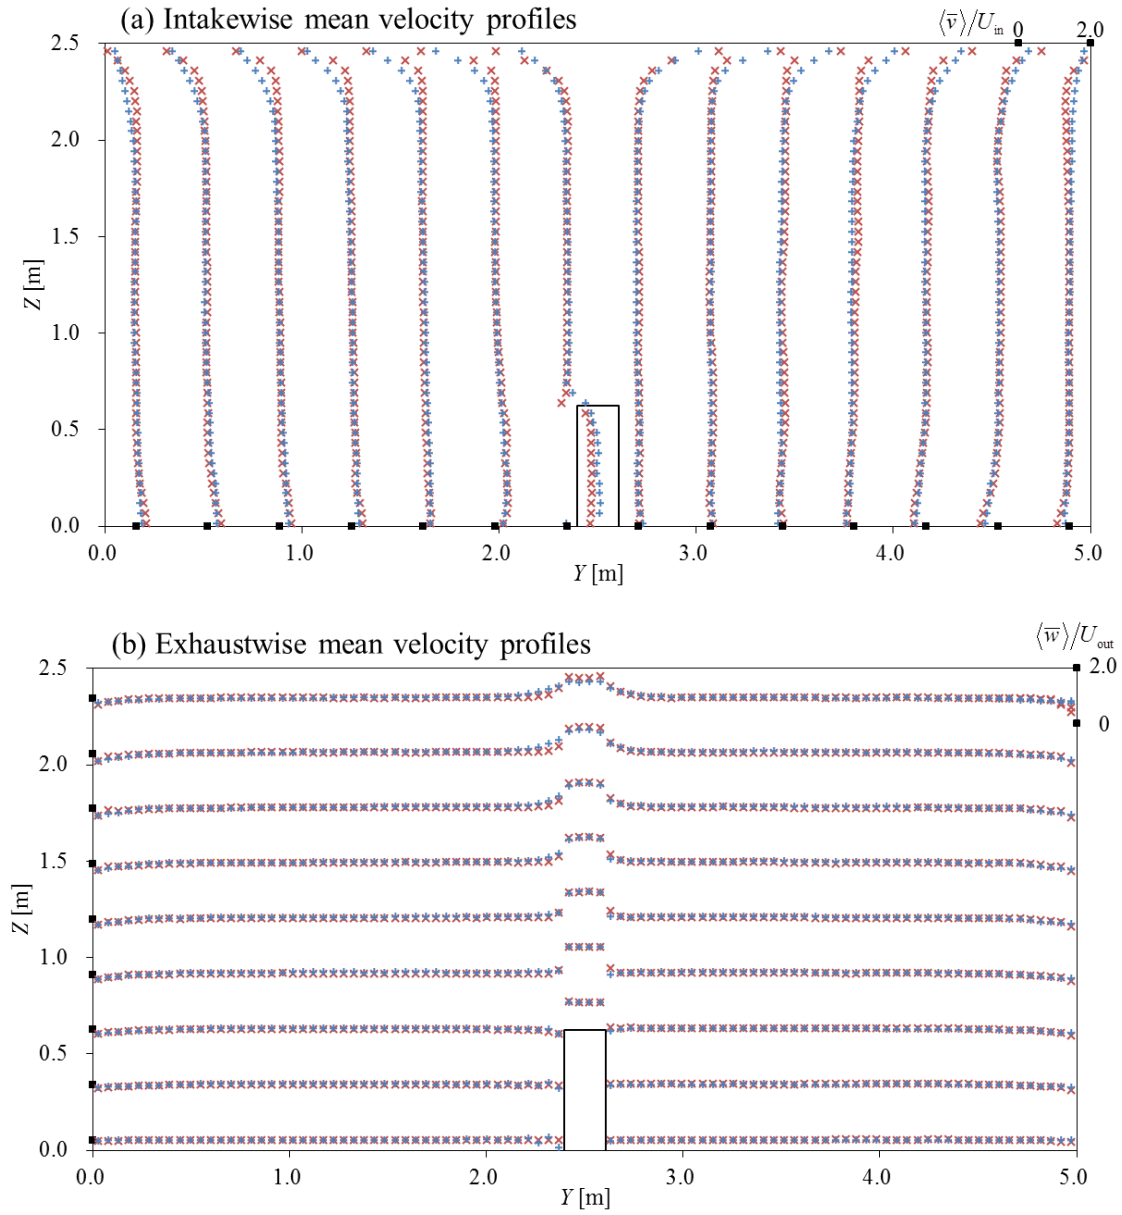 (a) Intakewise mean velocity profiles
⟨v̅⟩/U_in 0 2.0
2.5
2.0
1.5
Z [m]
1.0
0.5
0.0
0.0 1.0 2.0 3.0 4.0 5.0
Y [m]
(b) Exhaustwise mean velocity profiles
⟨w̅⟩/U_out
2.0
0
2.5
2.0
1.5
Z [m]
1.0
0.5
0.0
0.0 1.0 2.0 3.0 4.0 5.0
Y [m]